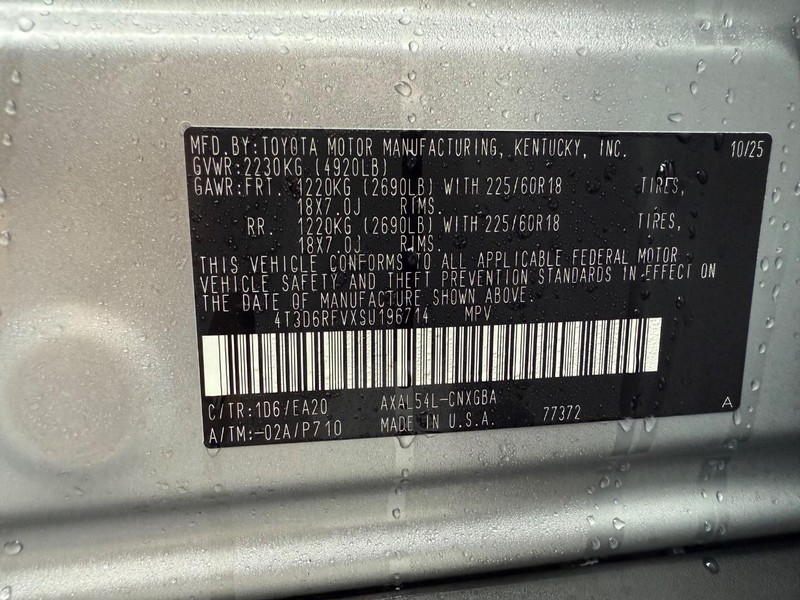 MFD.BY:TOYOTA MOTOR MANUFACTURING, KENTUCKY, INC. 10/25
GVWR:2230KG (4920LB)
GAWR:FRT. 1220KG (2690LB) WITH 225/60R18 TIRES,
18X7.0J RIMS.
RR. 1220KG (2690LB) WITH 225/60R18 TIRES,
18X7.0J RIMS.
THIS VEHICLE CONFORMS TO ALL APPLICABLE FEDERAL MOTOR
VEHICLE SAFETY AND THEFT PREVENTION STANDARDS IN EFFECT ON
THE DATE OF MANUFACTURE SHOWN ABOVE.
4T3D6RFVXSU196714 MPV
C/TR:1D6/EA20 AXAL54L-CNXGBA
A/TM:-02A/P710 MADE IN U.S.A. 77372 A